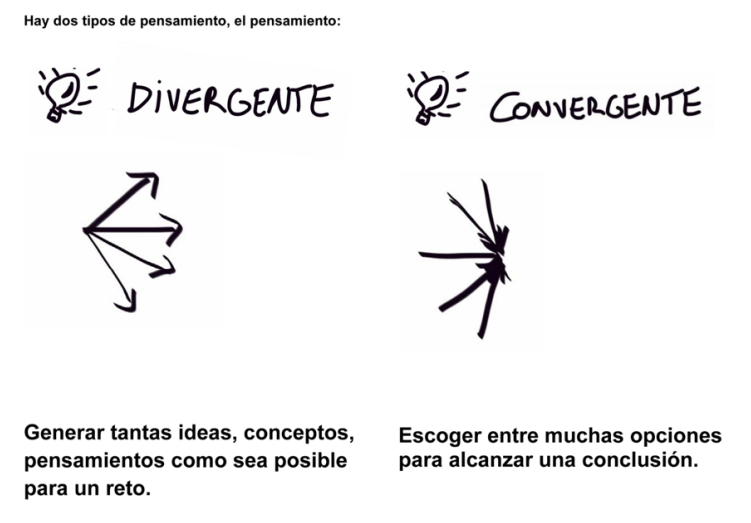 Hay dos tipos de pensamiento, el pensamiento:
DiVERGENTE
CONVERGENTE
Generar tantas ideas, conceptos,
pensamientos como sea posible
para un reto.
Escoger entre muchas opciones
para alcanzar una conclusión.